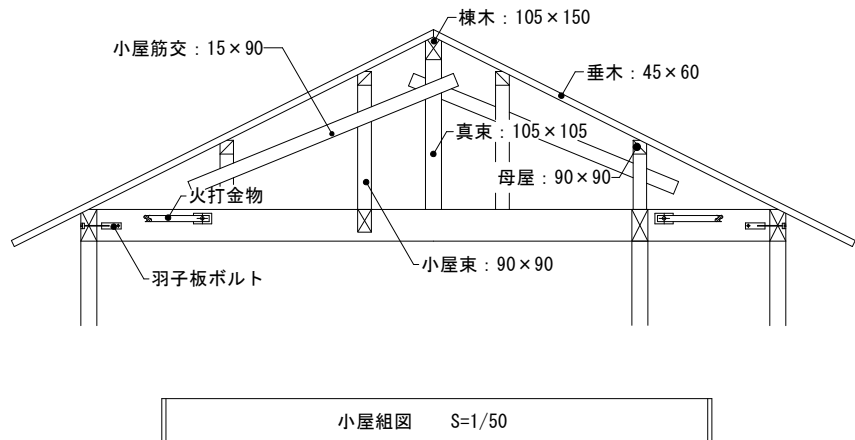 棟木：105×150
小屋筋交：15×90
垂木：45×60
真束：105×105
母屋：90×90
火打金物
羽子板ボルト
小屋束：90×90
小屋組図　S=1/50